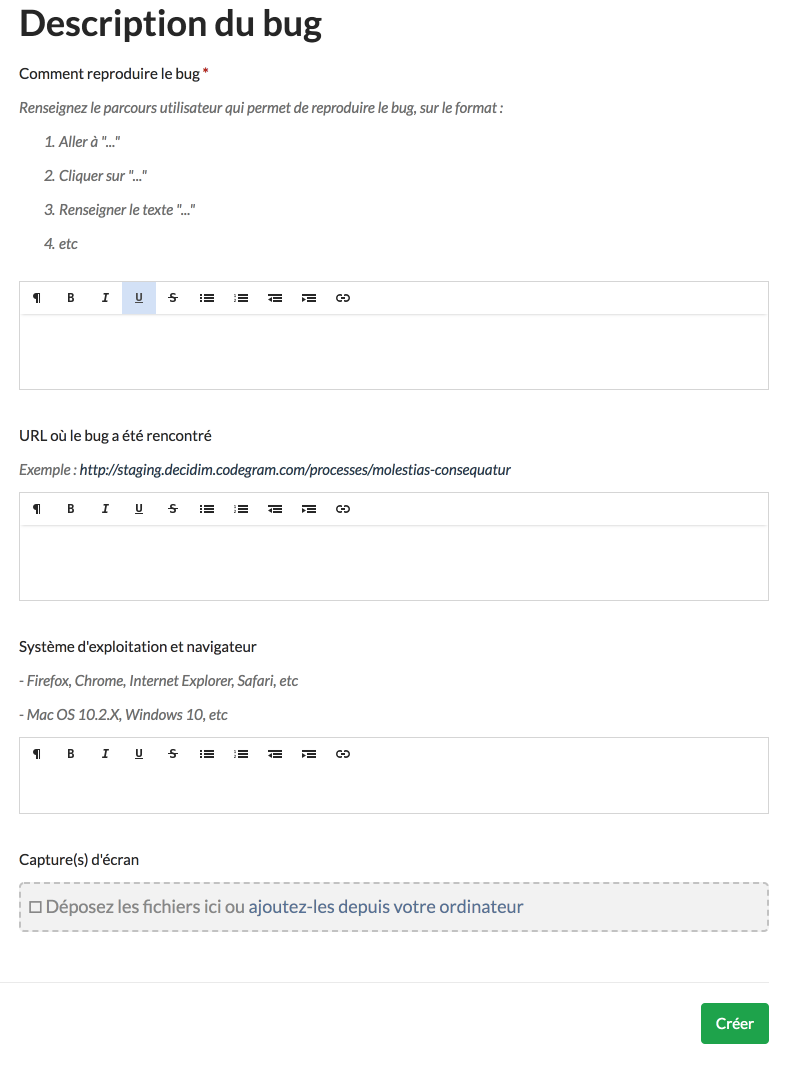 Description du bug
Comment reproduire le bug *
Renseignez le parcours utilisateur qui permet de reproduire le bug, sur le format :
1. Aller à "..."
2. Cliquer sur "..."
3. Renseigner le texte "..."
4. etc
¶ B I U S
URL où le bug a été rencontré
Exemple : http://staging.decidim.codegram.com/processes/molestias-consequatur
¶ B I U S
Système d'exploitation et navigateur
- Firefox, Chrome, Internet Explorer, Safari, etc
- Mac OS 10.2.X, Windows 10, etc
¶ B I U S
Capture(s) d'écran
Déposez les fichiers ici ou ajoutez-les depuis votre ordinateur
Créer